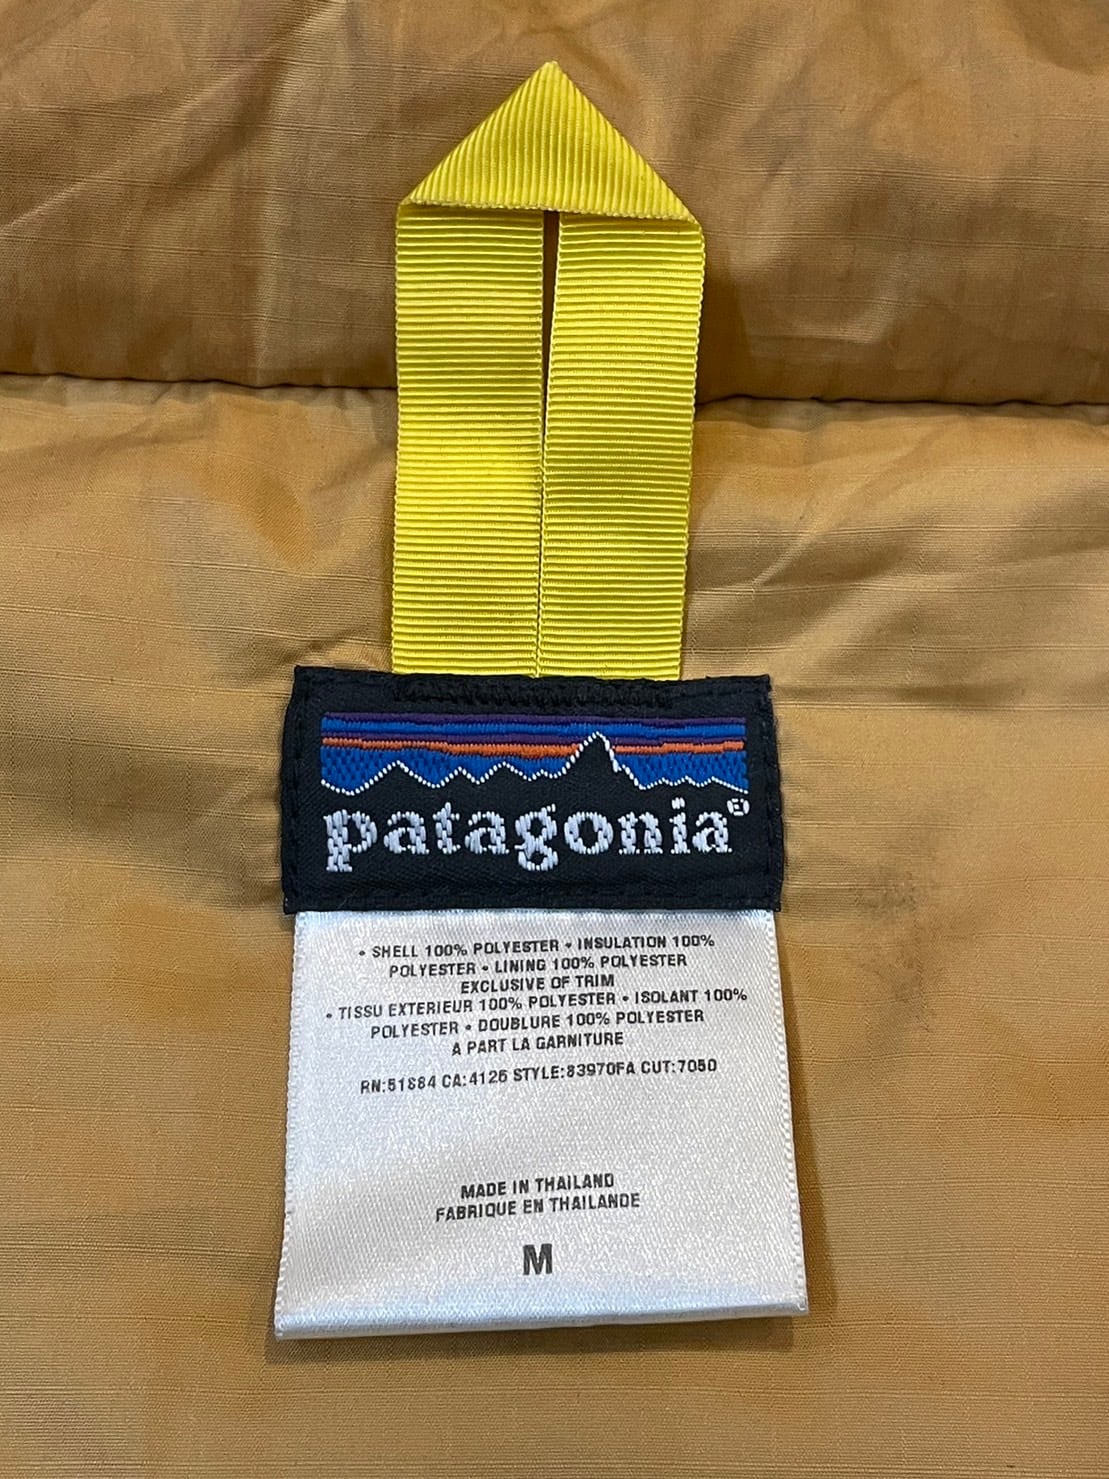 patagonia®
• SHELL 100% POLYESTER • INSULATION 100%
POLYESTER • LINING 100% POLYESTER
EXCLUSIVE OF TRIM
• TISSU EXTERIEUR 100% POLYESTER • ISOLANT 100%
POLYESTER • DOUBLURE 100% POLYESTER
A PART LA GARNITURE
RN:51884 CA:4126 STYLE:83970FA CUT:7050
MADE IN THAILAND
FABRIQUE EN THAILANDE
M